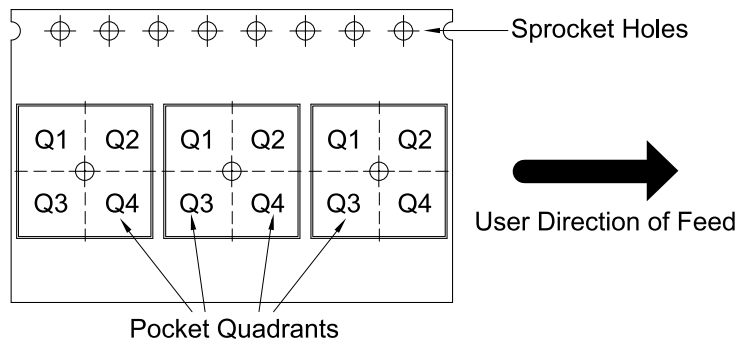 Sprocket Holes
Q1 Q2 Q1 Q2 Q1 Q2
Q3 Q4 Q3 Q4 Q3 Q4
User Direction of Feed
Pocket Quadrants